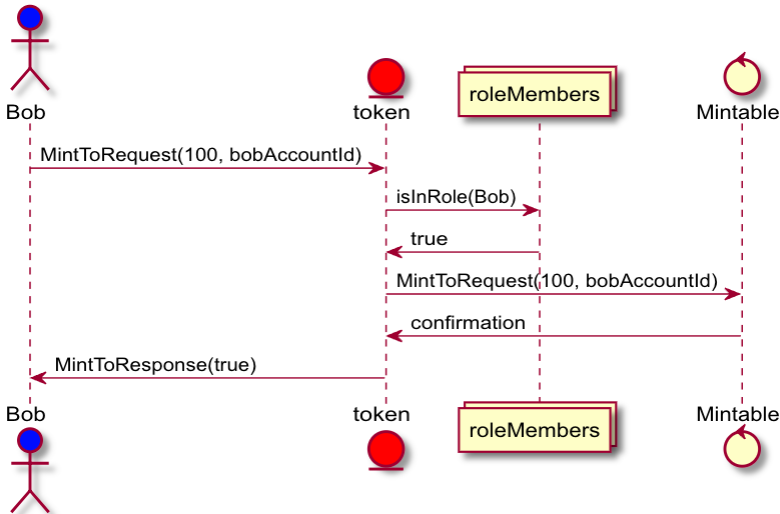 Bob
token
roleMembers
Mintable
MintToRequest(100, bobAccountId)
isInRole(Bob)
true
MintToRequest(100, bobAccountId)
confirmation
MintToResponse(true)
Bob
token
roleMembers
Mintable